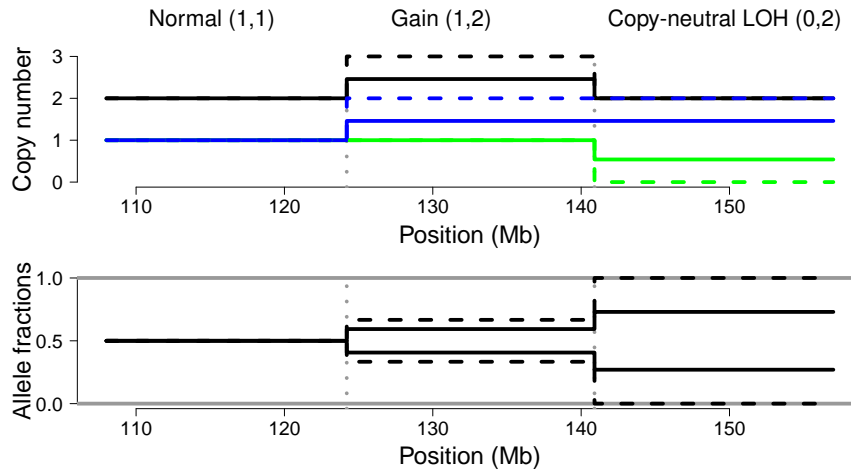 Normal (1,1) Gain (1,2) Copy-neutral LOH (0,2)
Copy number
3
2
1
0
110 120 130 140 150
Position (Mb)
Allele fractions
1.0
0.5
0.0
110 120 130 140 150
Position (Mb)